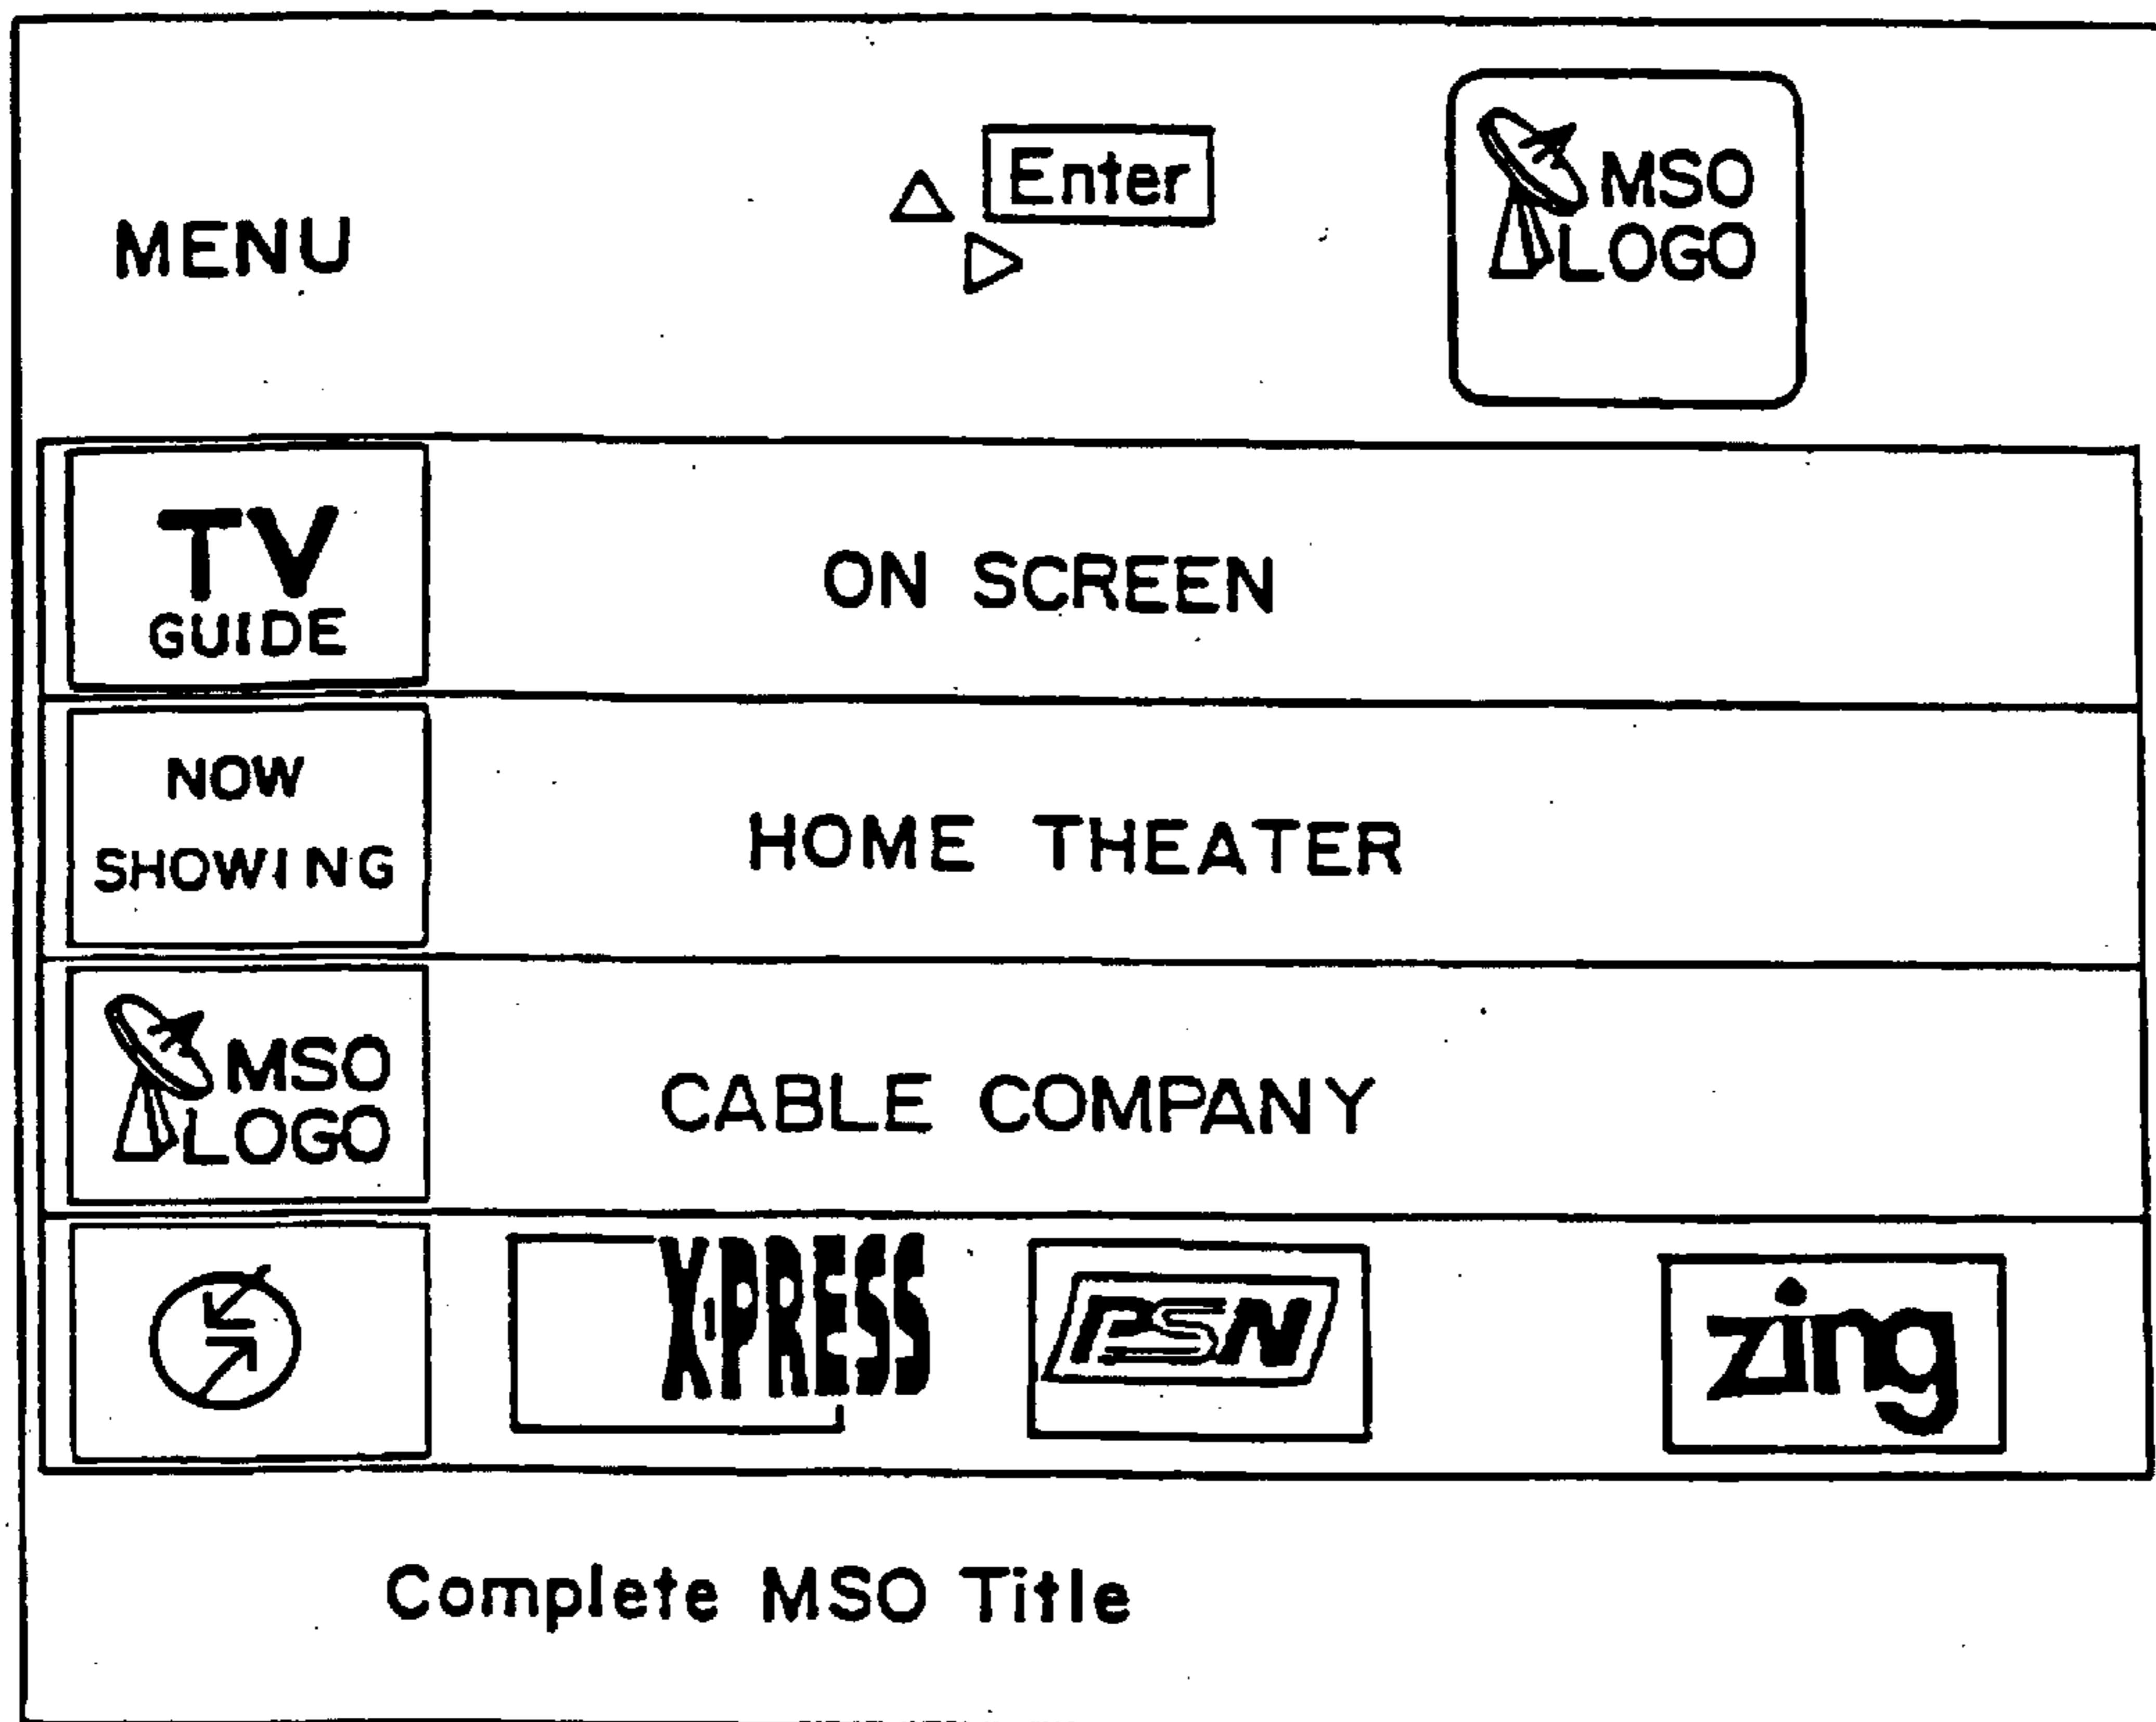 MENU
Enter
MSO
LOGO
TV
GUIDE
ON SCREEN
NOW
SHOWING
HOME THEATER
MSO
LOGO
CABLE COMPANY
X·PRESS
PSN
zing
Complete MSO Title